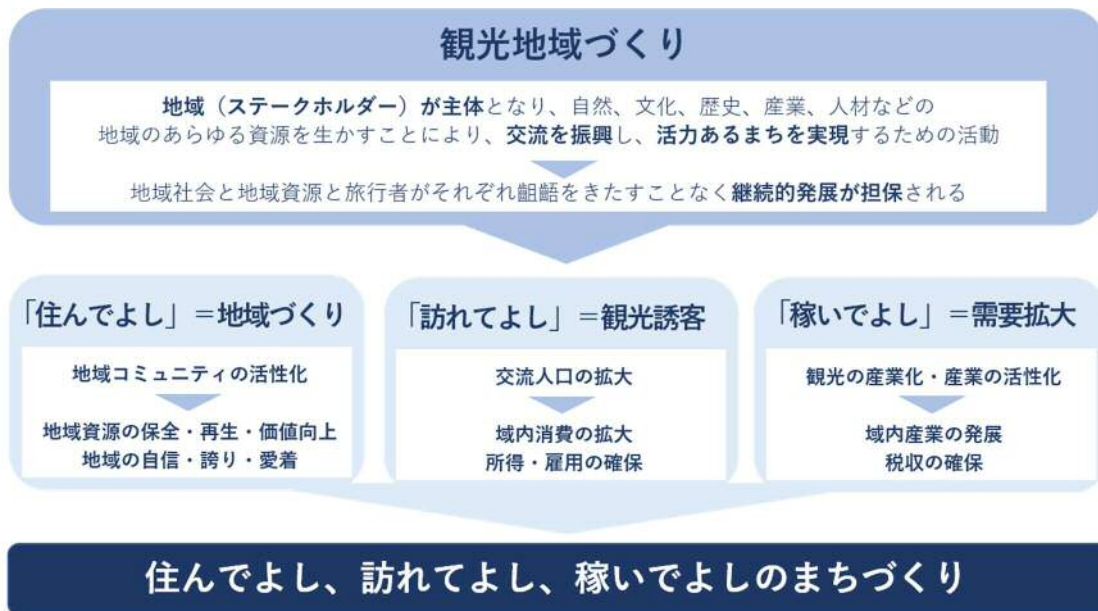 観光地域づくり
地域（ステークホルダー）が主体となり、自然、文化、歴史、産業、人材などの
地域のあらゆる資源を生かすことにより、交流を振興し、活力あるまちを実現するための活動
地域社会と地域資源と旅行者がそれぞれ齟齬をきたすことなく継続的発展が担保される
「住んでよし」＝地域づくり
地域コミュニティの活性化
地域資源の保全・再生・価値向上
地域の自信・誇り・愛着
「訪れてよし」＝観光誘客
交流人口の拡大
域内消費の拡大
所得・雇用の確保
「稼いでよし」＝需要拡大
観光の産業化・産業の活性化
域内産業の発展
税収の確保
住んでよし、訪れてよし、稼いでよしのまちづくり